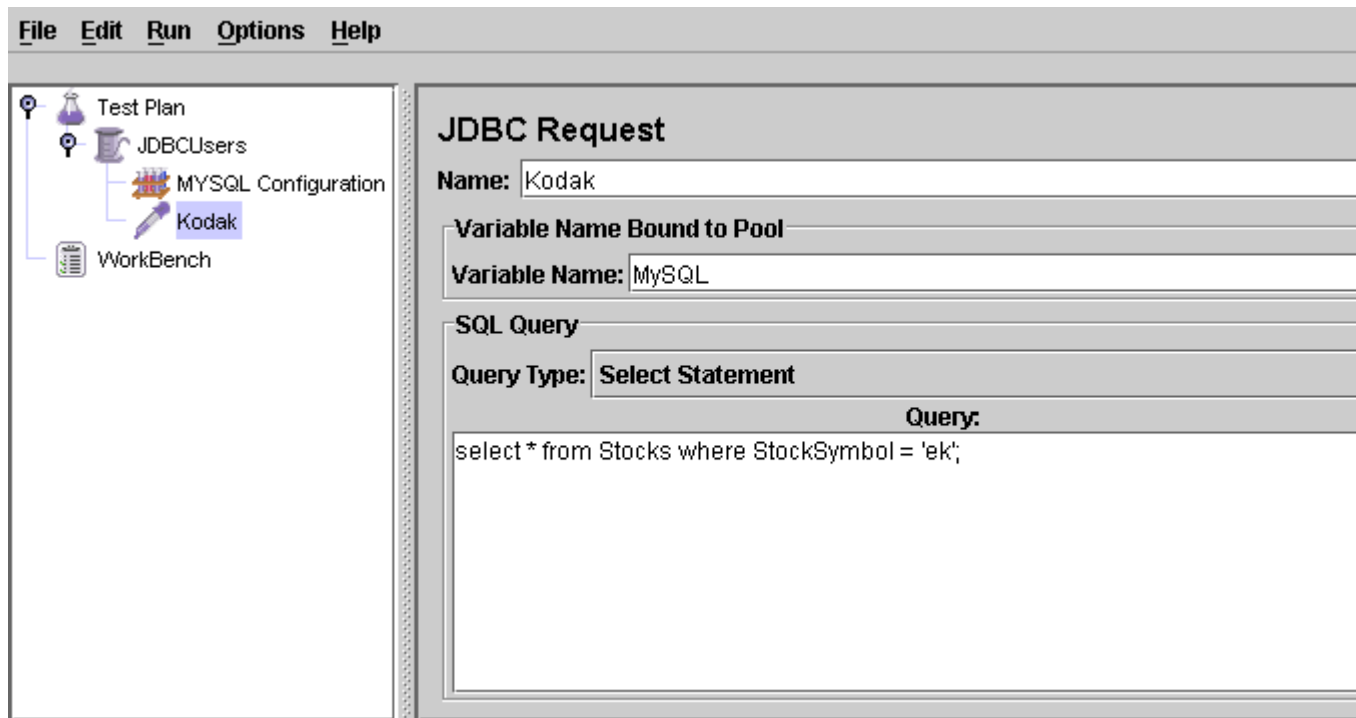 File Edit Run Options Help
Test Plan
JDBCUsers
MYSQL Configuration
Kodak
WorkBench
JDBC Request
Name: Kodak
Variable Name Bound to Pool
Variable Name: MySQL
SQL Query
Query Type: Select Statement
Query:
select * from Stocks where StockSymbol = 'ek';